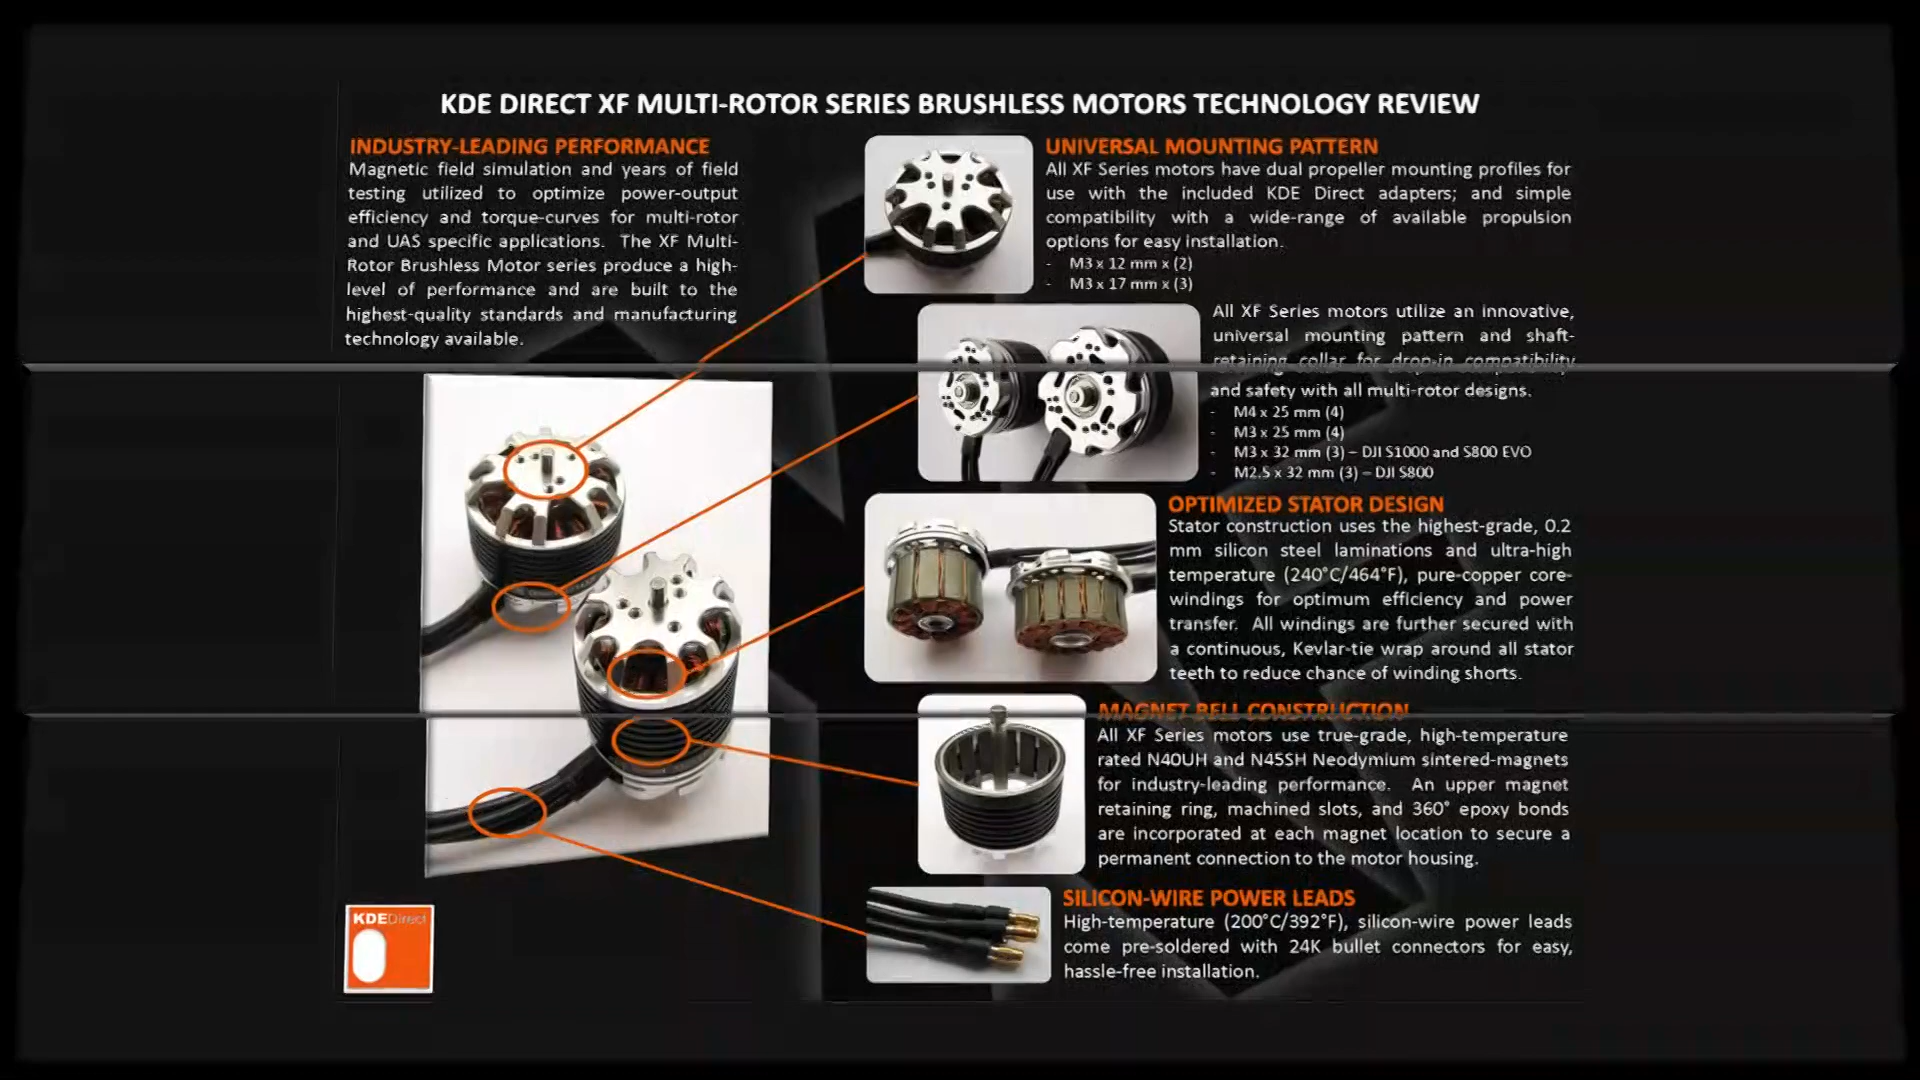 KDE DIRECT XF MULTI-ROTOR SERIES BRUSHLESS MOTORS TECHNOLOGY REVIEW
INDUSTRY-LEADING PERFORMANCE
Magnetic field simulation and years of field
testing utilized to optimize power-output
efficiency and torque-curves for multi-rotor
and UAS specific applications. The XF Multi-
Rotor Brushless Motor series produce a high-
level of performance and are built to the
highest-quality standards and manufacturing
technology available.
UNIVERSAL MOUNTING PATTERN
All XF Series motors have dual propeller mounting profiles for
use with the included KDE Direct adapters; and simple
compatibility with a wide-range of available propulsion
options for easy installation.
- M3 x 12 mm x (2)
- M3 x 17 mm x (3)
All XF Series motors utilize an innovative,
universal mounting pattern and shaft-
retaining collar for drop-in compatibility
and safety with all multi-rotor designs.
- M4 x 25 mm (4)
- M3 x 25 mm (4)
- M3 x 32 mm (3) – DJI S1000 and S800 EVO
- M2.5 x 32 mm (3) – DJI S800
OPTIMIZED STATOR DESIGN
Stator construction uses the highest-grade, 0.2
mm silicon steel laminations and ultra-high
temperature (240°C/464°F), pure-copper core-
windings for optimum efficiency and power
transfer. All windings are further secured with
a continuous, Kevlar-tie wrap around all stator
teeth to reduce chance of winding shorts.
MAGNET BELL CONSTRUCTION
All XF Series motors use true-grade, high-temperature
rated N40UH and N45SH Neodymium sintered-magnets
for industry-leading performance. An upper magnet
retaining ring, machined slots, and 360° epoxy bonds
are incorporated at each magnet location to secure a
permanent connection to the motor housing.
SILICON-WIRE POWER LEADS
High-temperature (200°C/392°F), silicon-wire power leads
come pre-soldered with 24K bullet connectors for easy,
hassle-free installation.
KDEDirect